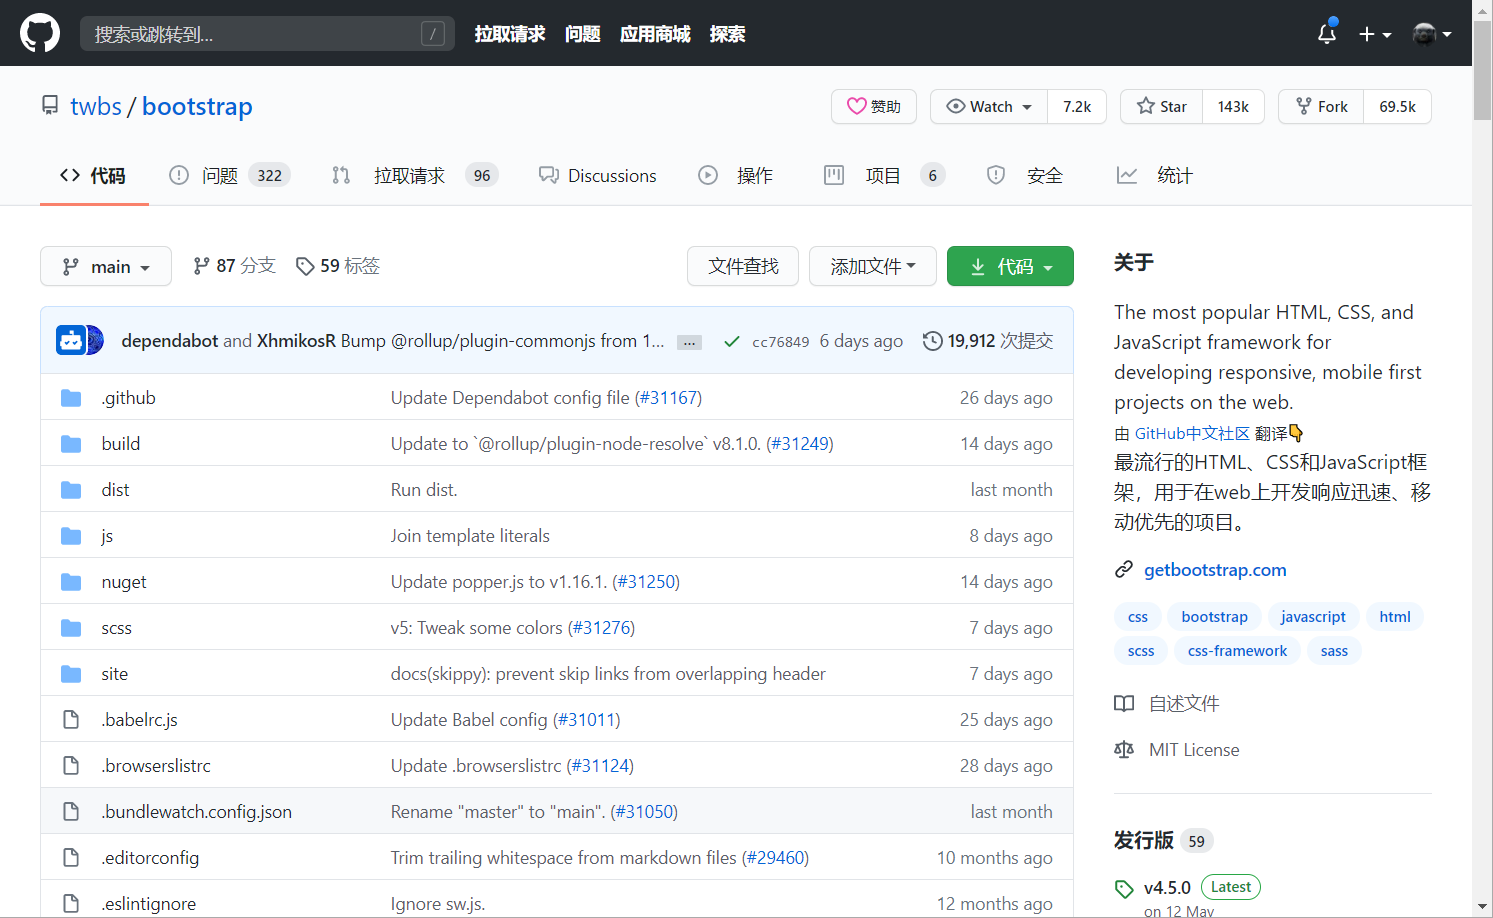 搜索或跳转到... / 拉取请求 问题 应用商城 探索
twbs / bootstrap 赞助 Watch 7.2k Star 143k Fork 69.5k
代码 问题 322 拉取请求 96 Discussions 操作 项目 6 安全 统计
main 87 分支 59 标签 文件查找 添加文件 代码
dependabot and XhmikosR Bump @rollup/plugin-commonjs from 1... ... cc76849 6 days ago 19,912 次提交
.github Update Dependabot config file (#31167) 26 days ago
build Update to `@rollup/plugin-node-resolve` v8.1.0. (#31249) 14 days ago
dist Run dist. last month
js Join template literals 8 days ago
nuget Update popper.js to v1.16.1. (#31250) 14 days ago
scss v5: Tweak some colors (#31276) 7 days ago
site docs(skippy): prevent skip links from overlapping header 7 days ago
.babelrc.js Update Babel config (#31011) 25 days ago
.browserslistrc Update .browserslistrc (#31124) 28 days ago
.bundlewatch.config.json Rename "master" to "main". (#31050) last month
.editorconfig Trim trailing whitespace from markdown files (#29460) 10 months ago
.eslintignore Ignore sw.js. 12 months ago
关于
The most popular HTML, CSS, and
JavaScript framework for
developing responsive, mobile first
projects on the web.
由 GitHub中文社区 翻译👇
最流行的HTML、CSS和JavaScript框
架，用于在web上开发响应迅速、移
动优先的项目。
getbootstrap.com
css bootstrap javascript html
scss css-framework sass
自述文件
MIT License
发行版 59
v4.5.0 Latest
on 12 May